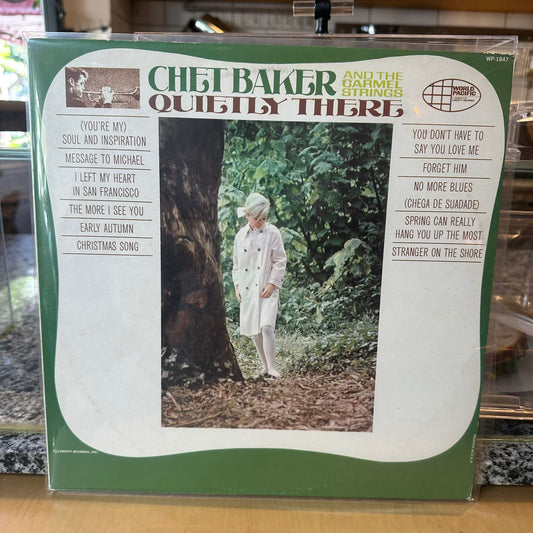 WP-1847
CHET BAKER
AND THE
CARMEL
STRINGS
QUIETLY THERE
WORLD
PACIFIC
(YOU'RE MY)
SOUL AND INSPIRATION
MESSAGE TO MICHAEL
I LEFT MY HEART
IN SAN FRANCISCO
THE MORE I SEE YOU
EARLY AUTUMN
CHRISTMAS SONG
YOU DON'T HAVE TO
SAY YOU LOVE ME
FORGET HIM
NO MORE BLUES
(CHEGA DE SUADADE)
SPRING CAN REALLY
HANG YOU UP THE MOST
STRANGER ON THE SHORE
©LIBERTY RECORDS, INC.